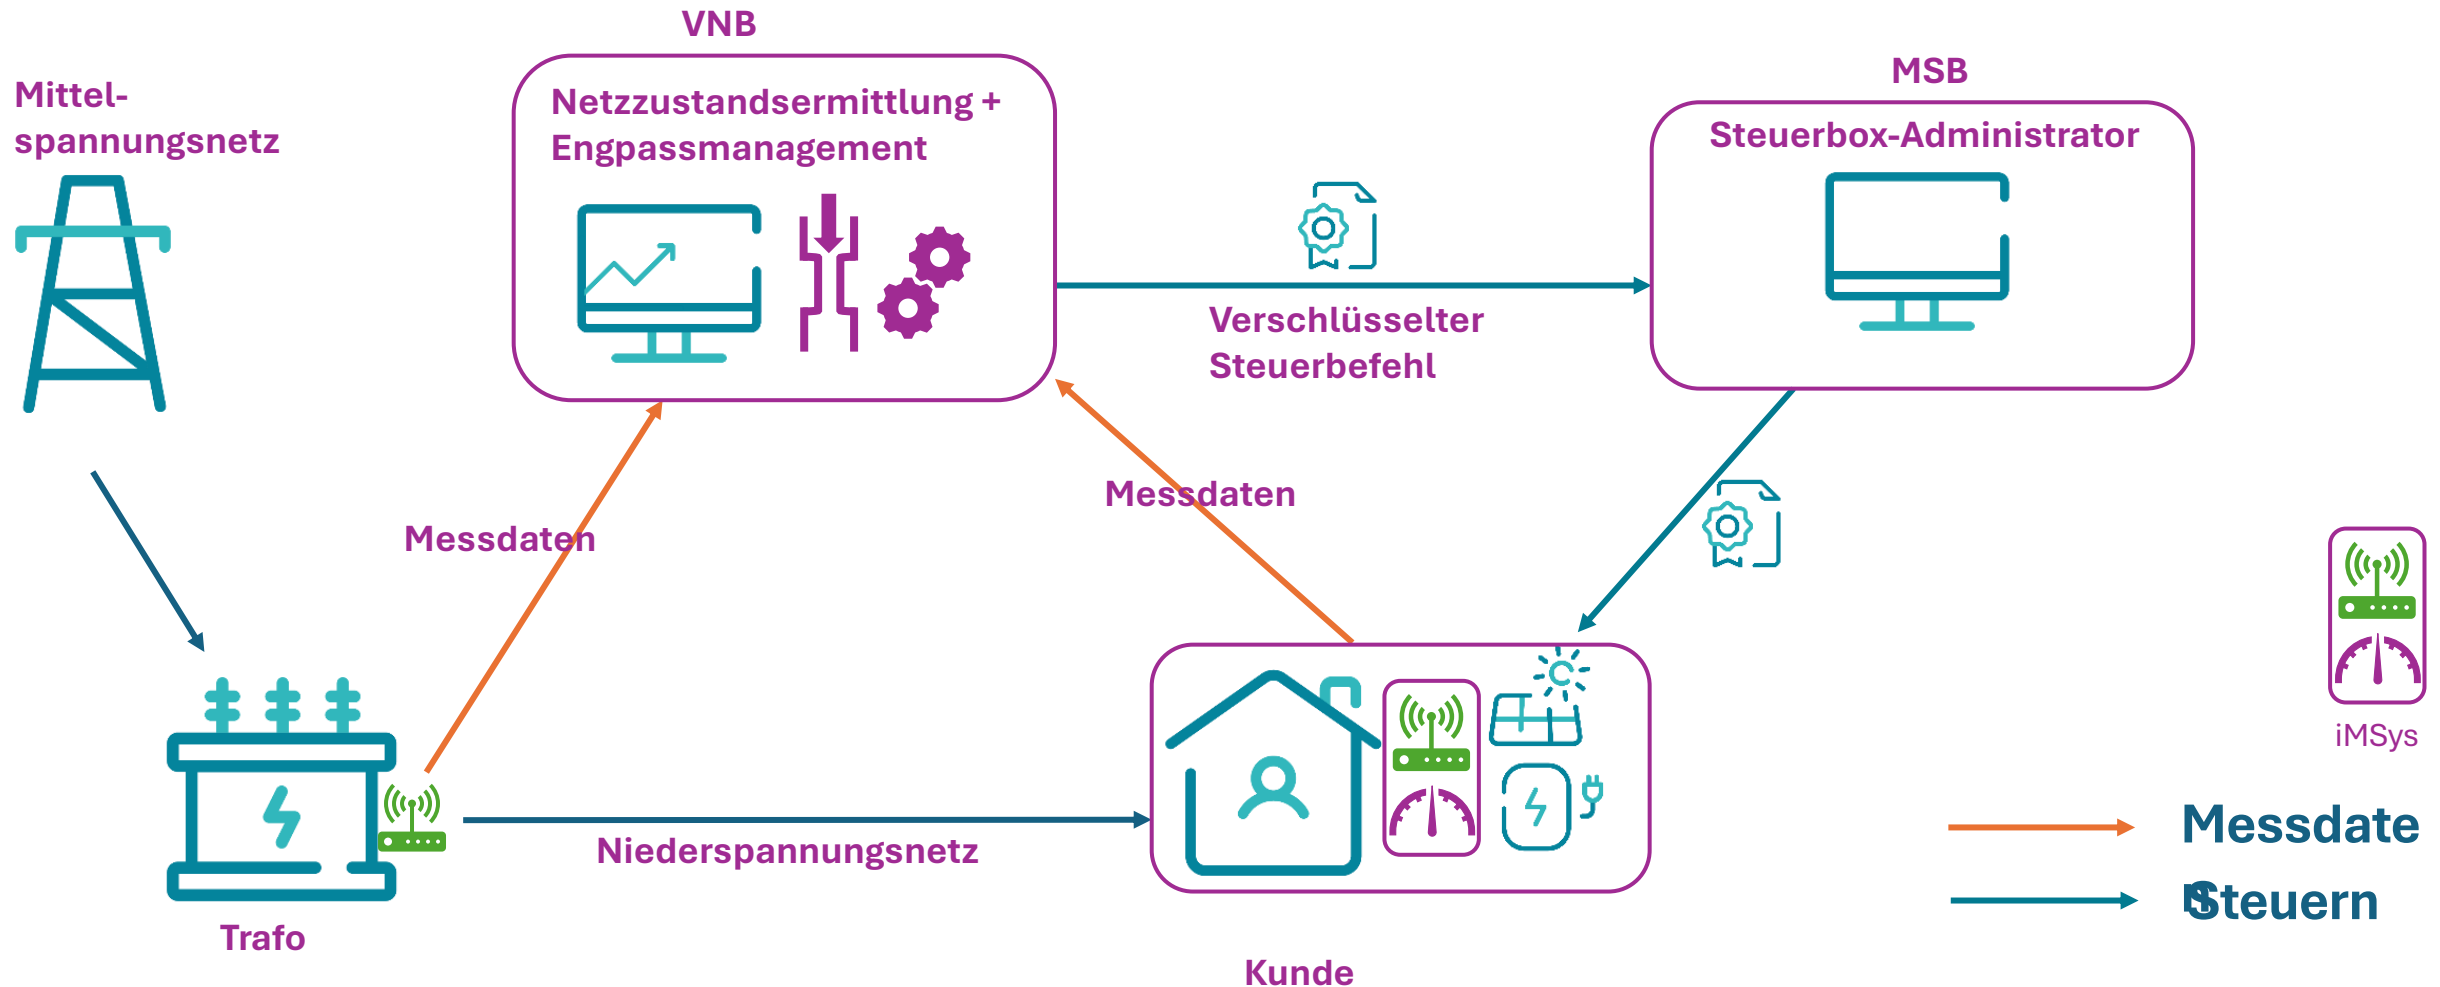 VNB
Mittel-
spannungsnetz
Netzzustandsermittlung +
Engpassmanagement
MSB
Steuerbox-Administrator
Verschlüsselter
Steuerbefehl
Messdaten
Messdaten
Niederspannungsnetz
Trafo
Kunde
iMSys
Messdate
n
Steuern